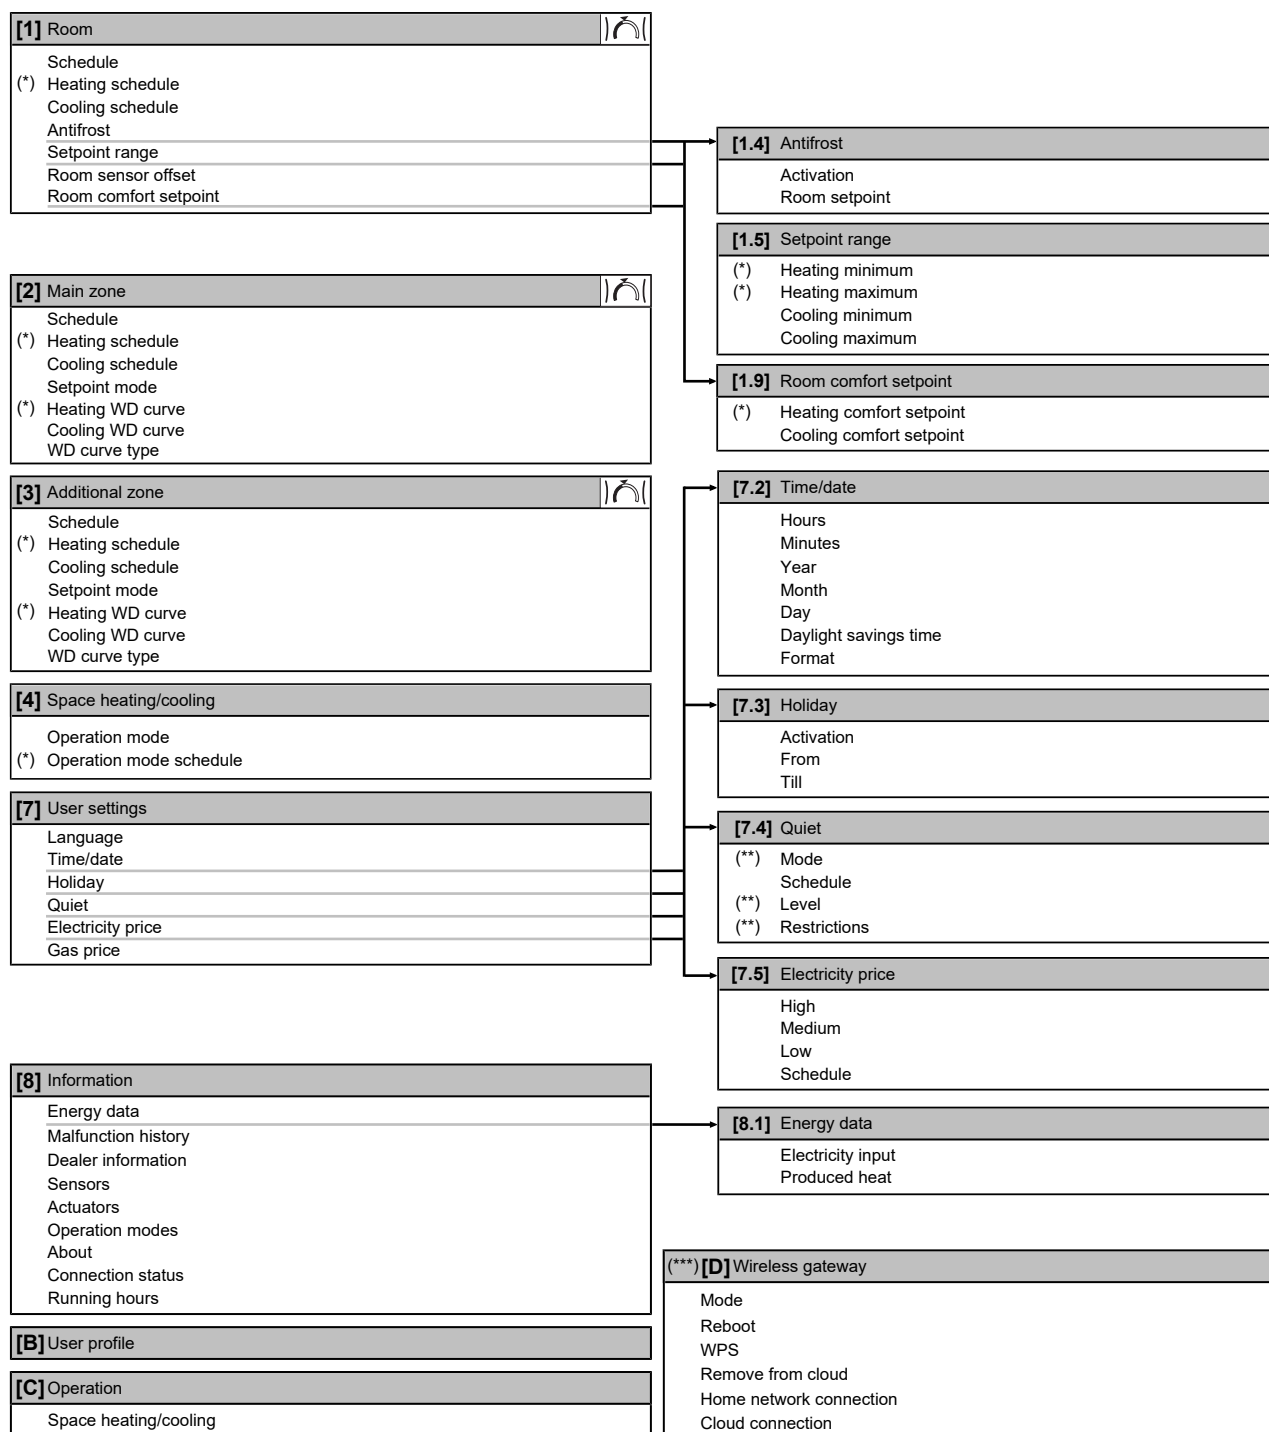 [1] Room
Schedule
(*) Heating schedule
Cooling schedule
Antifrost
Setpoint range
Room sensor offset
Room comfort setpoint
[2] Main zone
Schedule
(*) Heating schedule
Cooling schedule
Setpoint mode
(*) Heating WD curve
Cooling WD curve
WD curve type
[3] Additional zone
Schedule
(*) Heating schedule
Cooling schedule
Setpoint mode
(*) Heating WD curve
Cooling WD curve
WD curve type
[4] Space heating/cooling
Operation mode
(*) Operation mode schedule
[7] User settings
Language
Time/date
Holiday
Quiet
Electricity price
Gas price
[8] Information
Energy data
Malfunction history
Dealer information
Sensors
Actuators
Operation modes
About
Connection status
Running hours
[B] User profile
[C] Operation
Space heating/cooling
[1.4] Antifrost
Activation
Room setpoint
[1.5] Setpoint range
(*) Heating minimum
(*) Heating maximum
Cooling minimum
Cooling maximum
[1.9] Room comfort setpoint
(*) Heating comfort setpoint
Cooling comfort setpoint
[7.2] Time/date
Hours
Minutes
Year
Month
Day
Daylight savings time
Format
[7.3] Holiday
Activation
From
Till
[7.4] Quiet
(**) Mode
Schedule
(**) Level
(**) Restrictions
[7.5] Electricity price
High
Medium
Low
Schedule
[8.1] Energy data
Electricity input
Produced heat
(***) [D] Wireless gateway
Mode
Reboot
WPS
Remove from cloud
Home network connection
Cloud connection